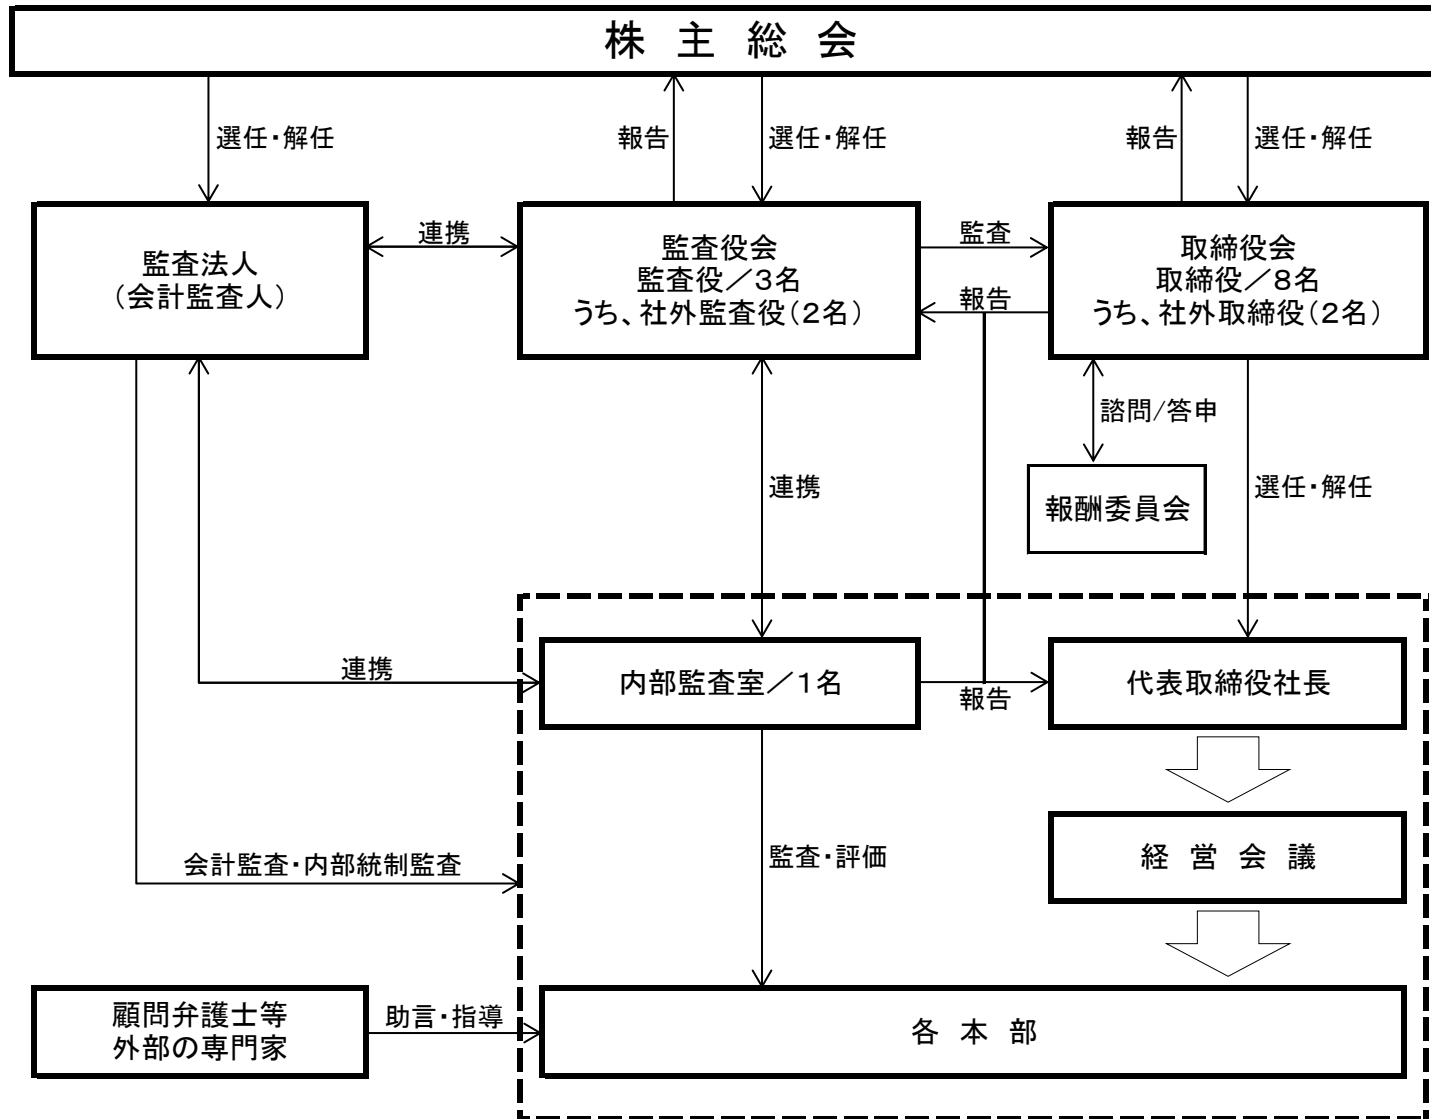 株 主 総 会
選任・解任
報告
選任・解任
報告
選任・解任
監査法人
(会計監査人)
連携
監査役会
監査役／3名
うち、社外監査役(2名)
監査
報告
取締役会
取締役／8名
うち、社外取締役(2名)
諮問/答申
報酬委員会
連携
選任・解任
連携
内部監査室／1名
報告
代表取締役社長
会計監査・内部統制監査
監査・評価
経 営 会 議
顧問弁護士等
外部の専門家
助言・指導
各 本 部